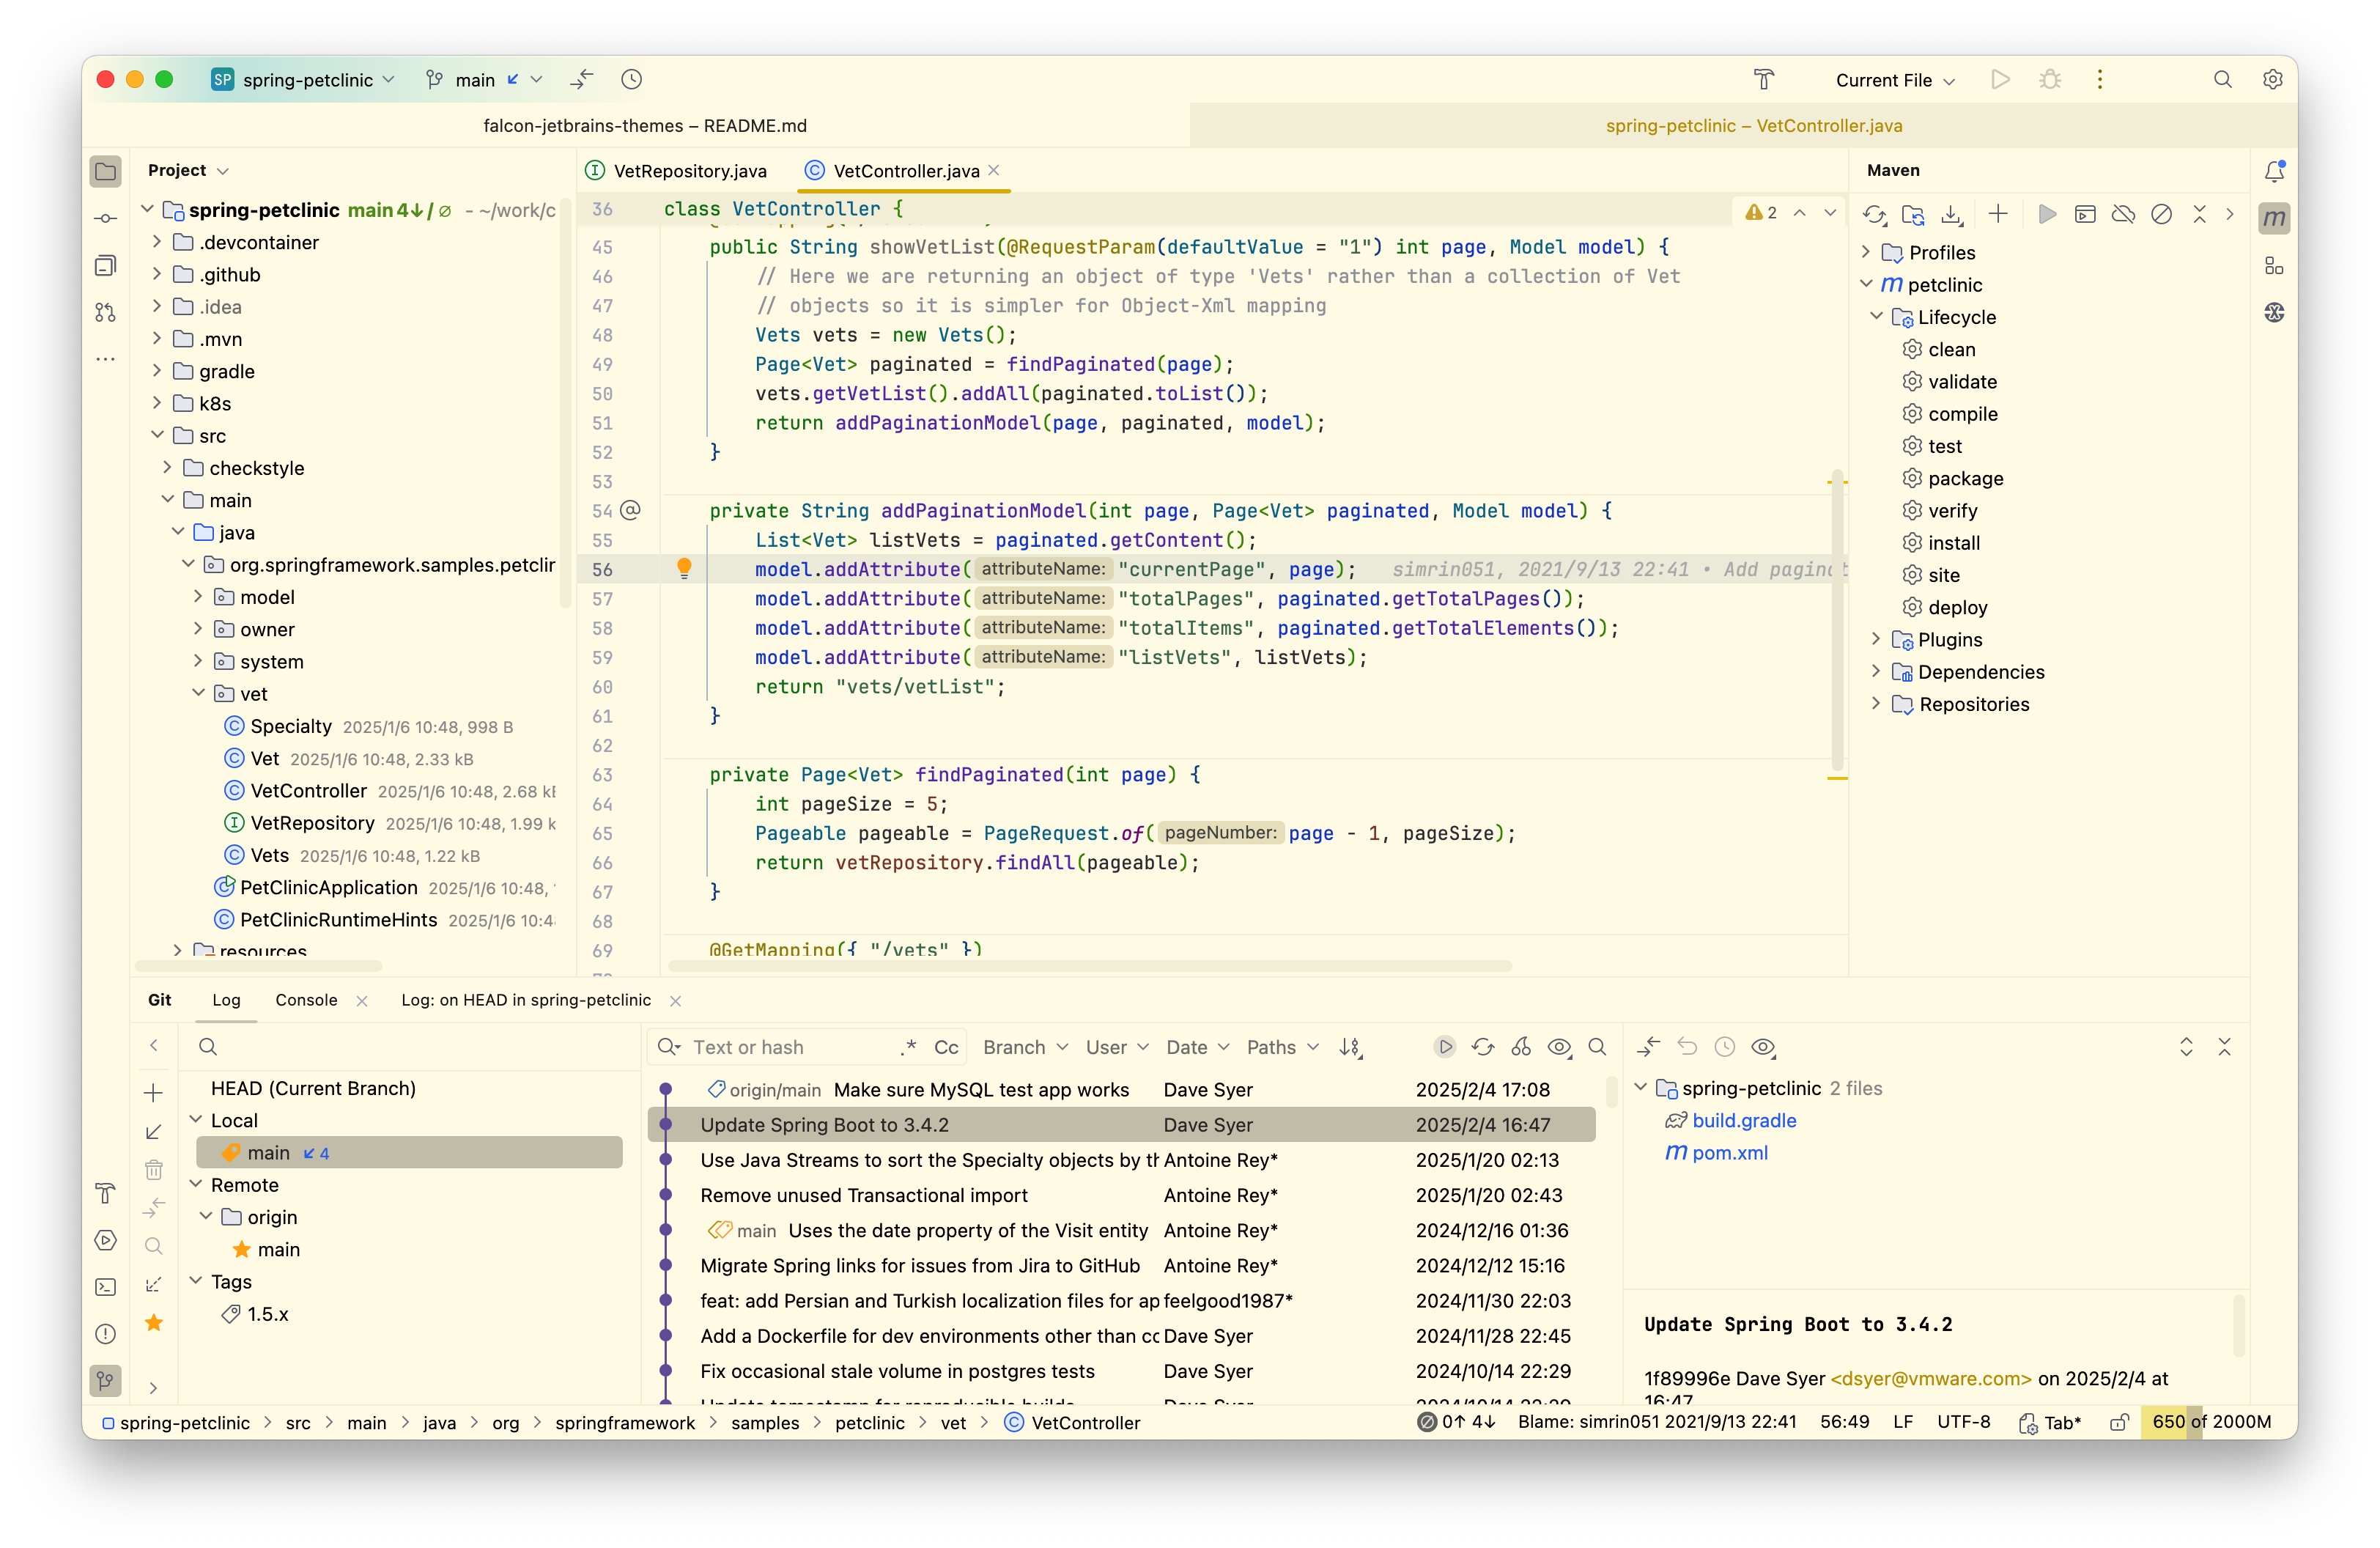 SP spring-petclinic main Current File
falcon-jetbrains-themes – README.md spring-petclinic – VetController.java
Project
spring-petclinic main 4↓/ ∅ - ~/work/c
.devcontainer
.github
.idea
.mvn
gradle
k8s
src
checkstyle
main
java
org.springframework.samples.petclin
model
owner
system
vet
Specialty 2025/1/6 10:48, 998 B
Vet 2025/1/6 10:48, 2.33 kB
VetController 2025/1/6 10:48, 2.68 kB
VetRepository 2025/1/6 10:48, 1.99 k
Vets 2025/1/6 10:48, 1.22 kB
PetClinicApplication 2025/1/6 10:48,
PetClinicRuntimeHints 2025/1/6 10:48
resources
VetRepository.java VetController.java
36 class VetController { 2
45 public String showVetList(@RequestParam(defaultValue = "1") int page, Model model) {
46 // Here we are returning an object of type 'Vets' rather than a collection of Vet
47 // objects so it is simpler for Object-Xml mapping
48 Vets vets = new Vets();
49 Page<Vet> paginated = findPaginated(page);
50 vets.getVetList().addAll(paginated.toList());
51 return addPaginationModel(page, paginated, model);
52 }
53
54 @ private String addPaginationModel(int page, Page<Vet> paginated, Model model) {
55 List<Vet> listVets = paginated.getContent();
56 model.addAttribute( attributeName: "currentPage", page); simrin051, 2021/9/13 22:41 • Add paginat
57 model.addAttribute( attributeName: "totalPages", paginated.getTotalPages());
58 model.addAttribute( attributeName: "totalItems", paginated.getTotalElements());
59 model.addAttribute( attributeName: "listVets", listVets);
60 return "vets/vetList";
61 }
62
63 private Page<Vet> findPaginated(int page) {
64 int pageSize = 5;
65 Pageable pageable = PageRequest.of( pageNumber: page - 1, pageSize);
66 return vetRepository.findAll(pageable);
67 }
68
69 @GetMapping({ "/vets" })
Maven
Profiles
m petclinic
Lifecycle
clean
validate
compile
test
package
verify
install
site
deploy
Plugins
Dependencies
Repositories
Git Log Console Log: on HEAD in spring-petclinic
HEAD (Current Branch)
Local
main 4
Remote
origin
main
Tags
1.5.x
Text or hash .* Cc Branch User Date Paths
origin/main Make sure MySQL test app works Dave Syer 2025/2/4 17:08
Update Spring Boot to 3.4.2 Dave Syer 2025/2/4 16:47
Use Java Streams to sort the Specialty objects by th Antoine Rey* 2025/1/20 02:13
Remove unused Transactional import Antoine Rey* 2025/1/20 02:43
main Uses the date property of the Visit entity Antoine Rey* 2024/12/16 01:36
Migrate Spring links for issues from Jira to GitHub Antoine Rey* 2024/12/12 15:16
feat: add Persian and Turkish localization files for ap feelgood1987* 2024/11/30 22:03
Add a Dockerfile for dev environments other than co Dave Syer 2024/11/28 22:45
Fix occasional stale volume in postgres tests Dave Syer 2024/10/14 22:29
Update temestamp for reproducible builds Dave Syer 2024/10/14 22:29
spring-petclinic 2 files
build.gradle
m pom.xml
Update Spring Boot to 3.4.2
1f89996e Dave Syer <dsyer@vmware.com> on 2025/2/4 at
16:47
spring-petclinic > src > main > java > org > springframework > samples > petclinic > vet > VetController 0↑ 4↓ Blame: simrin051 2021/9/13 22:41 56:49 LF UTF-8 Tab* 650 of 2000M